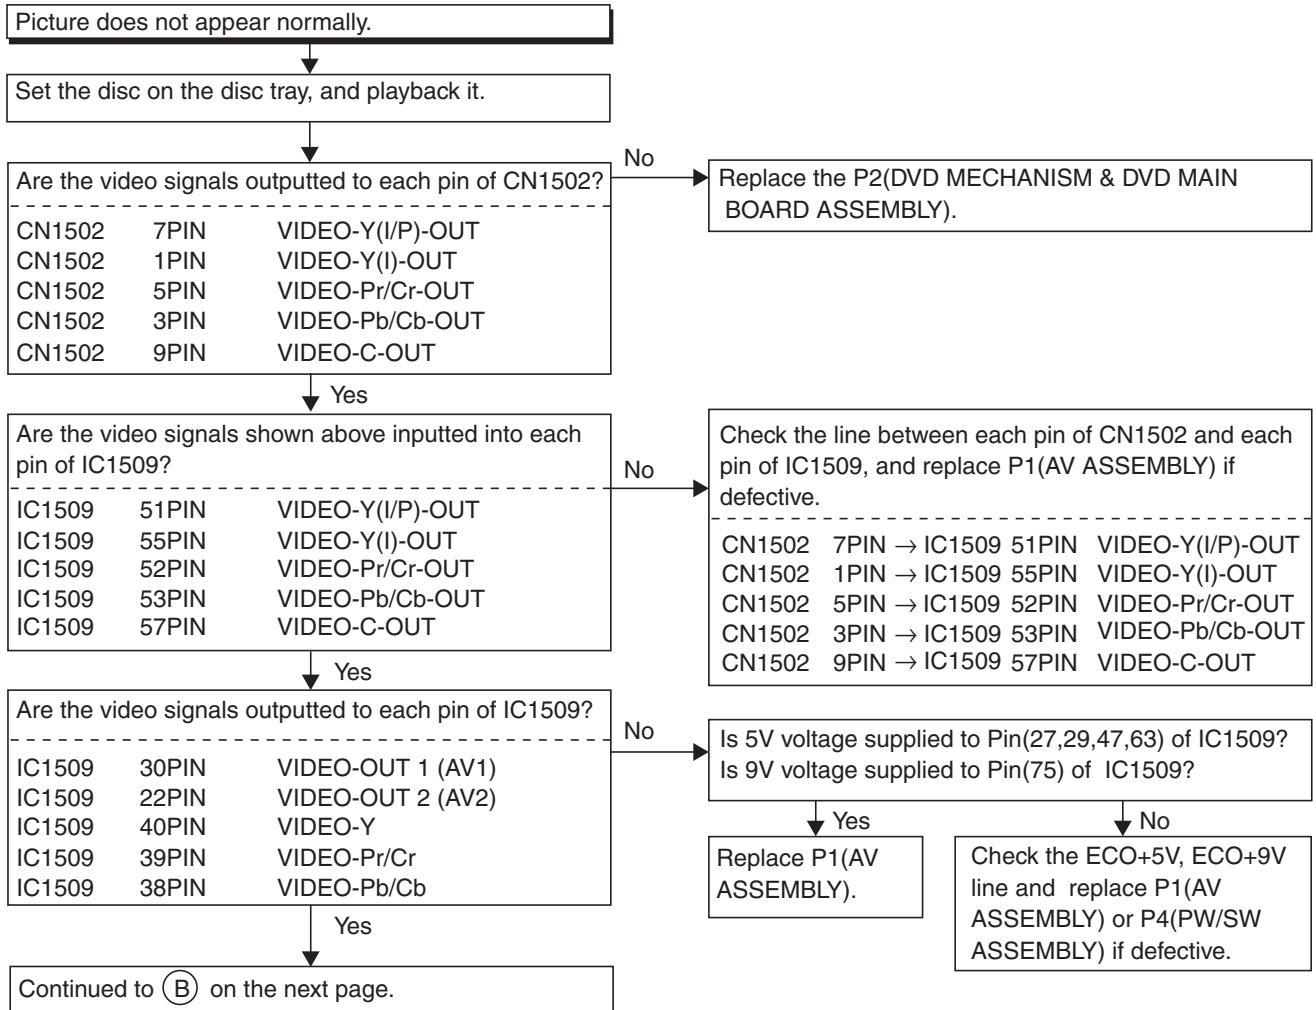 Picture does not appear normally.
Set the disc on the disc tray, and playback it.
Are the video signals outputted to each pin of CN1502?
CN1502 7PIN VIDEO-Y(I/P)-OUT
CN1502 1PIN VIDEO-Y(I)-OUT
CN1502 5PIN VIDEO-Pr/Cr-OUT
CN1502 3PIN VIDEO-Pb/Cb-OUT
CN1502 9PIN VIDEO-C-OUT
No
Replace the P2(DVD MECHANISM & DVD MAIN
BOARD ASSEMBLY).
Yes
Are the video signals shown above inputted into each
pin of IC1509?
IC1509 51PIN VIDEO-Y(I/P)-OUT
IC1509 55PIN VIDEO-Y(I)-OUT
IC1509 52PIN VIDEO-Pr/Cr-OUT
IC1509 53PIN VIDEO-Pb/Cb-OUT
IC1509 57PIN VIDEO-C-OUT
No
Check the line between each pin of CN1502 and each
pin of IC1509, and replace P1(AV ASSEMBLY) if
defective.
CN1502 7PIN → IC1509 51PIN VIDEO-Y(I/P)-OUT
CN1502 1PIN → IC1509 55PIN VIDEO-Y(I)-OUT
CN1502 5PIN → IC1509 52PIN VIDEO-Pr/Cr-OUT
CN1502 3PIN → IC1509 53PIN VIDEO-Pb/Cb-OUT
CN1502 9PIN → IC1509 57PIN VIDEO-C-OUT
Yes
Are the video signals outputted to each pin of IC1509?
IC1509 30PIN VIDEO-OUT 1 (AV1)
IC1509 22PIN VIDEO-OUT 2 (AV2)
IC1509 40PIN VIDEO-Y
IC1509 39PIN VIDEO-Pr/Cr
IC1509 38PIN VIDEO-Pb/Cb
No
Is 5V voltage supplied to Pin(27,29,47,63) of IC1509?
Is 9V voltage supplied to Pin(75) of IC1509?
Yes
Replace P1(AV
ASSEMBLY).
No
Check the ECO+5V, ECO+9V
line and replace P1(AV
ASSEMBLY) or P4(PW/SW
ASSEMBLY) if defective.
Yes
Continued to B on the next page.